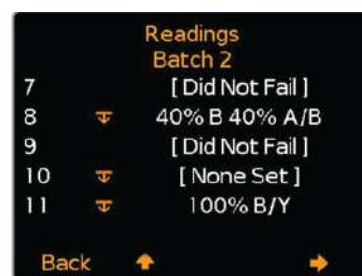 Readings
Batch 2
7 [ Did Not Fail ]
8 40% B 40% A/B
9 [ Did Not Fail ]
10 [ None Set ]
11 100% B/Y
Back